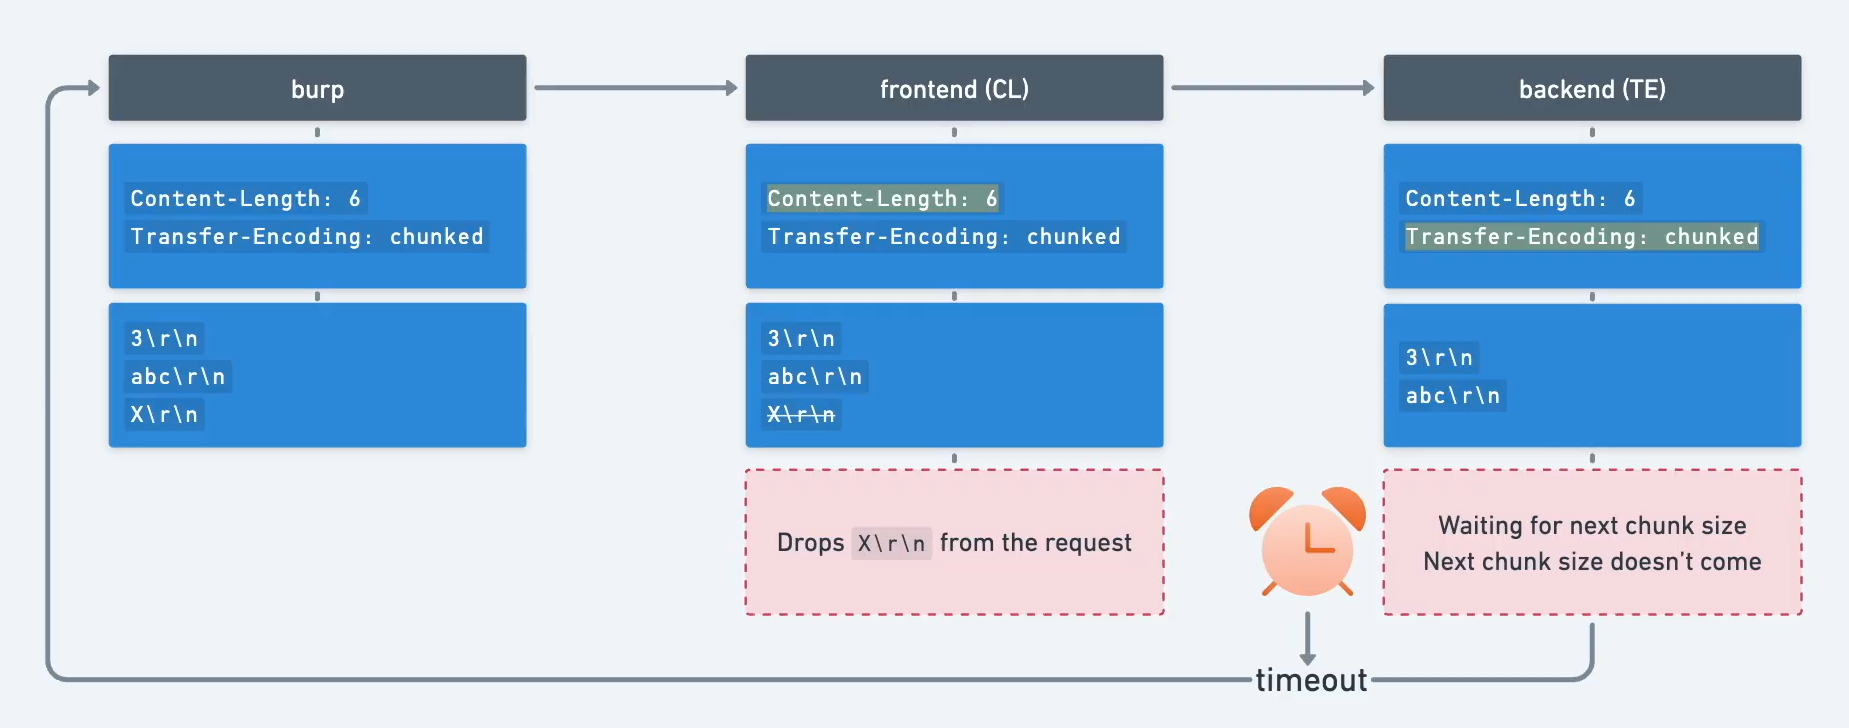 burp
frontend (CL)
backend (TE)
Content-Length: 6
Transfer-Encoding: chunked
Content-Length: 6
Transfer-Encoding: chunked
Content-Length: 6
Transfer-Encoding: chunked
3\r\n
abc\r\n
X\r\n
3\r\n
abc\r\n
X\r\n
3\r\n
abc\r\n
Drops X\r\n from the request
Waiting for next chunk size
Next chunk size doesn’t come
timeout